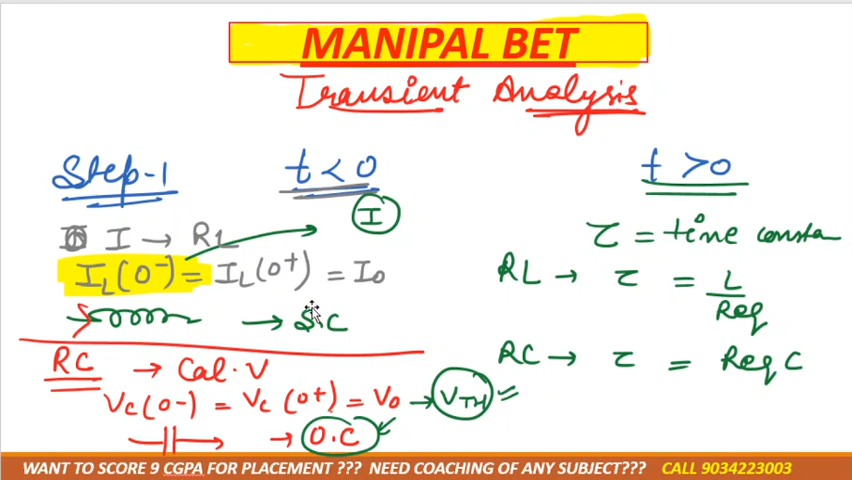 MANIPAL BET
Transient Analysis
Step-1 t < 0
I
I → RL
IL(0-) = IL(0+) = I0
→ S.C
RC → Cal. V
VC(0-) = VC(0+) = V0 → VTH
→ O.C
t > 0
τ = time constan
RL → τ = L/Req
RC → τ = Req C
WANT TO SCORE 9 CGPA FOR PLACEMENT ??? NEED COACHING OF ANY SUBJECT??? CALL 9034223003